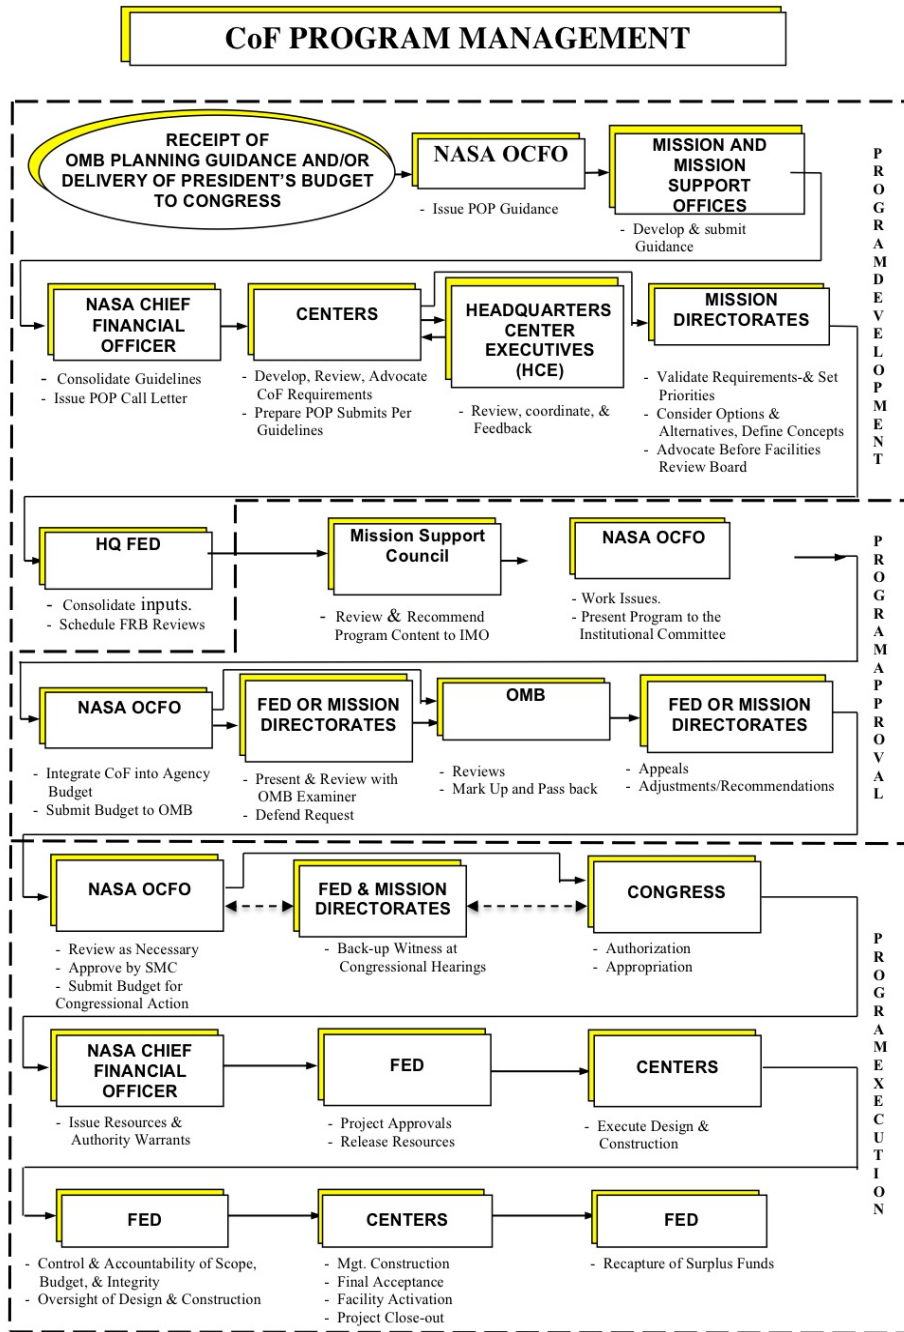 CoF PROGRAM MANAGEMENT
RECEIPT OF
OMB PLANNING GUIDANCE AND/OR
DELIVERY OF PRESIDENT'S BUDGET
TO CONGRESS
NASA OCFO
- Issue POP Guidance
MISSION AND
MISSION
SUPPORT
OFFICES
- Develop & submit
Guidance
PROGRAM DEVELOPMENT
NASA CHIEF
FINANCIAL
OFFICER
- Consolidate Guidelines
- Issue POP Call Letter
CENTERS
- Develop, Review, Advocate
CoF Requirements
- Prepare POP Submits Per
Guidelines
HEADQUARTERS
CENTER
EXECUTIVES
(HCE)
- Review, coordinate, &
Feedback
MISSION
DIRECTORATES
- Validate Requirements-& Set
Priorities
- Consider Options &
Alternatives, Define Concepts
- Advocate Before Facilities
Review Board
HQ FED
- Consolidate inputs.
- Schedule FRB Reviews
Mission Support
Council
- Review & Recommend
Program Content to IMO
NASA OCFO
- Work Issues.
- Present Program to the
Institutional Committee
PROGRAM APPROVAL
NASA OCFO
- Integrate CoF into Agency
Budget
- Submit Budget to OMB
FED OR MISSION
DIRECTORATES
- Present & Review with
OMB Examiner
- Defend Request
OMB
- Reviews
- Mark Up and Pass back
FED OR MISSION
DIRECTORATES
- Appeals
- Adjustments/Recommendations
NASA OCFO
- Review as Necessary
- Approve by SMC
- Submit Budget for
Congressional Action
FED & MISSION
DIRECTORATES
- Back-up Witness at
Congressional Hearings
CONGRESS
- Authorization
- Appropriation
PROGRAM EXECUTION
NASA CHIEF
FINANCIAL
OFFICER
- Issue Resources &
Authority Warrants
FED
- Project Approvals
- Release Resources
CENTERS
- Execute Design &
Construction
FED
- Control & Accountability of Scope,
Budget, & Integrity
- Oversight of Design & Construction
CENTERS
- Mgt. Construction
- Final Acceptance
- Facility Activation
- Project Close-out
FED
- Recapture of Surplus Funds